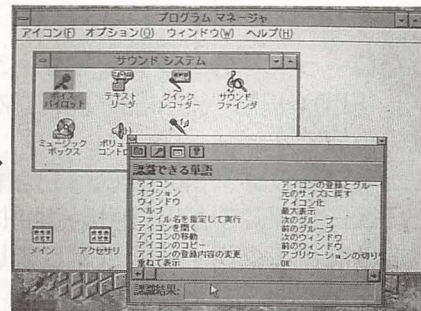 プログラム マネージャ
アイコン(F) オプション(O) ウィンドウ(W) ヘルプ(H)
サウンド システム
ボイス パイロット
テキスト リーダ
クイック レコーダー
サウンド ファインダ
ミュージック ボックス
ボリュ コントロ
認識できる単語
アイコン
オプション
ウィンドウ
ヘルプ
ファイル名を指定して実行
アイコンを開く
アイコンの移動
アイコンのコピー
アイコンの登録内容の変更
重ねて表示
アイコンの登録とグルー
元のサイズに戻す
アイコン化
最大表示
次のグループ
前のグループ
次のウィンドウ
前のウィンドウ
アプリケーションの切り
OK
認識結果:
メイン
アクセサリ